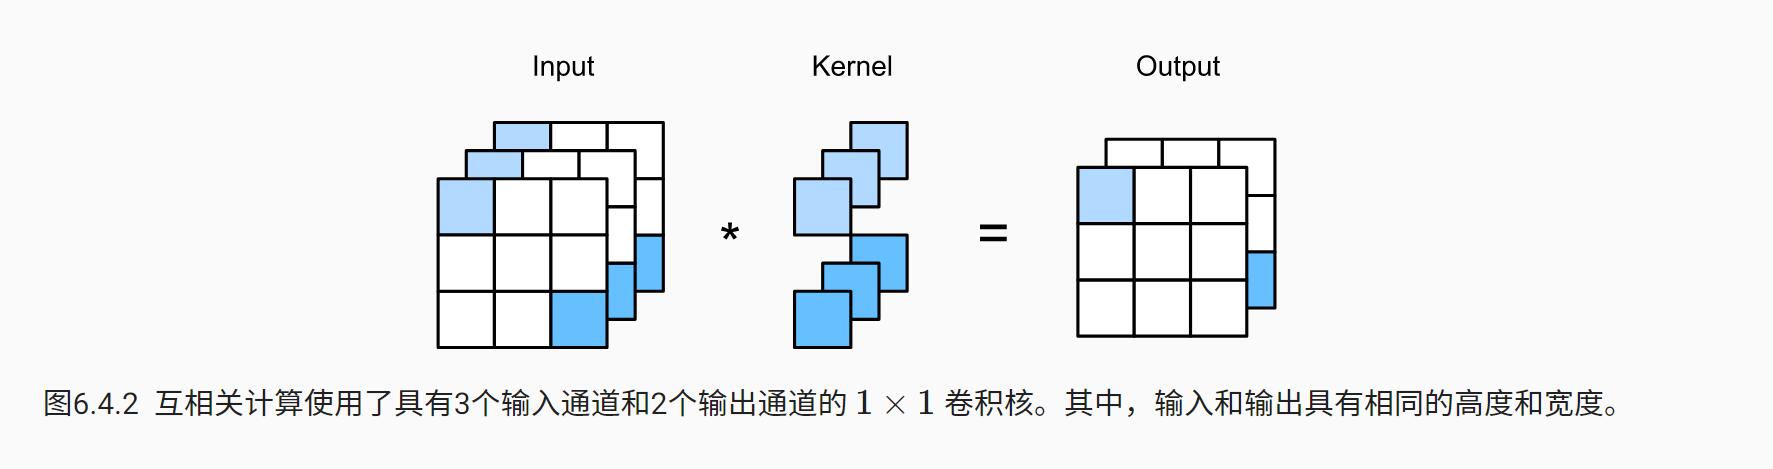 Input Kernel Output
* =
图6.4.2 互相关计算使用了具有3个输入通道和2个输出通道的 1 × 1 卷积核。其中，输入和输出具有相同的高度和宽度。